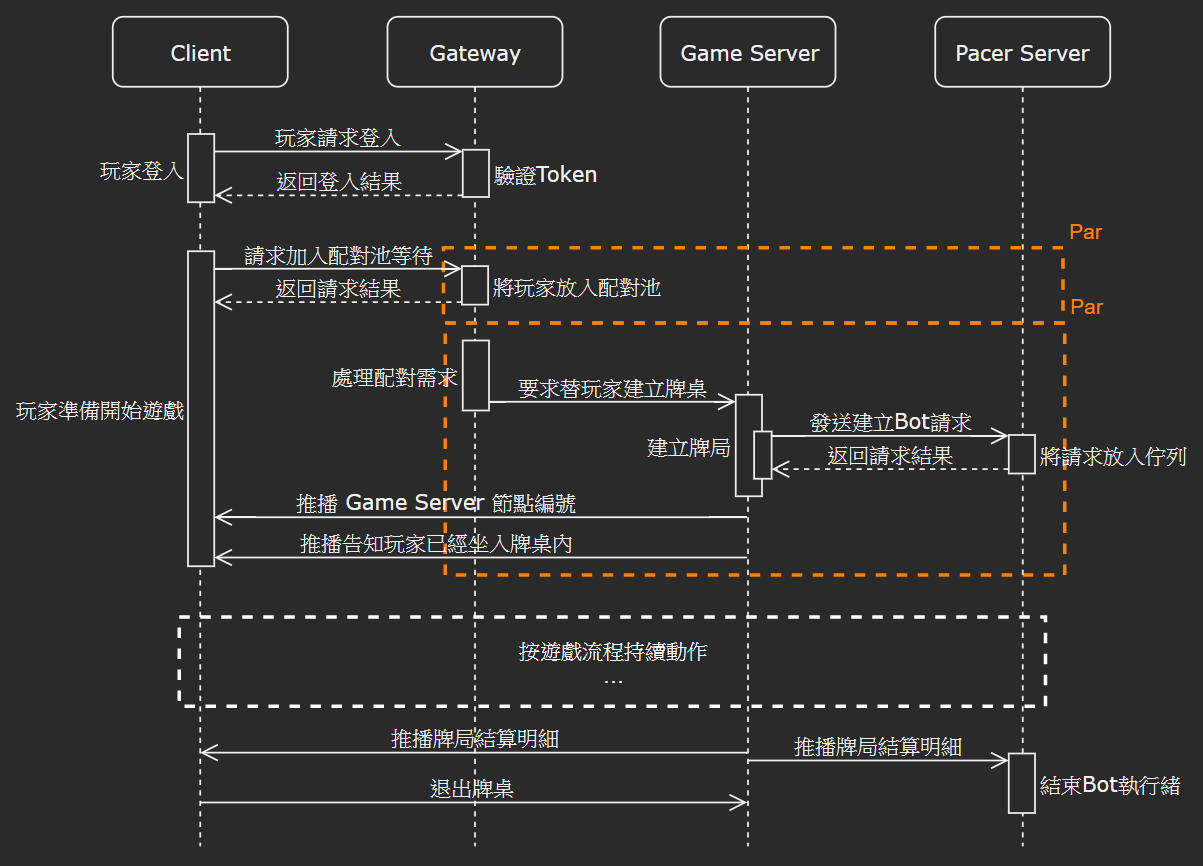 Client
Gateway
Game Server
Pacer Server
玩家請求登入
玩家登入
驗證Token
返回登入結果
Par
請求加入配對池等待
返回請求結果
將玩家放入配對池
Par
處理配對需求
要求替玩家建立牌桌
玩家準備開始遊戲
發送建立Bot請求
建立牌局
返回請求結果
將請求放入佇列
推播 Game Server 節點編號
推播告知玩家已經坐入牌桌內
按遊戲流程持續動作
...
推播牌局結算明細
推播牌局結算明細
退出牌桌
結束Bot執行緒